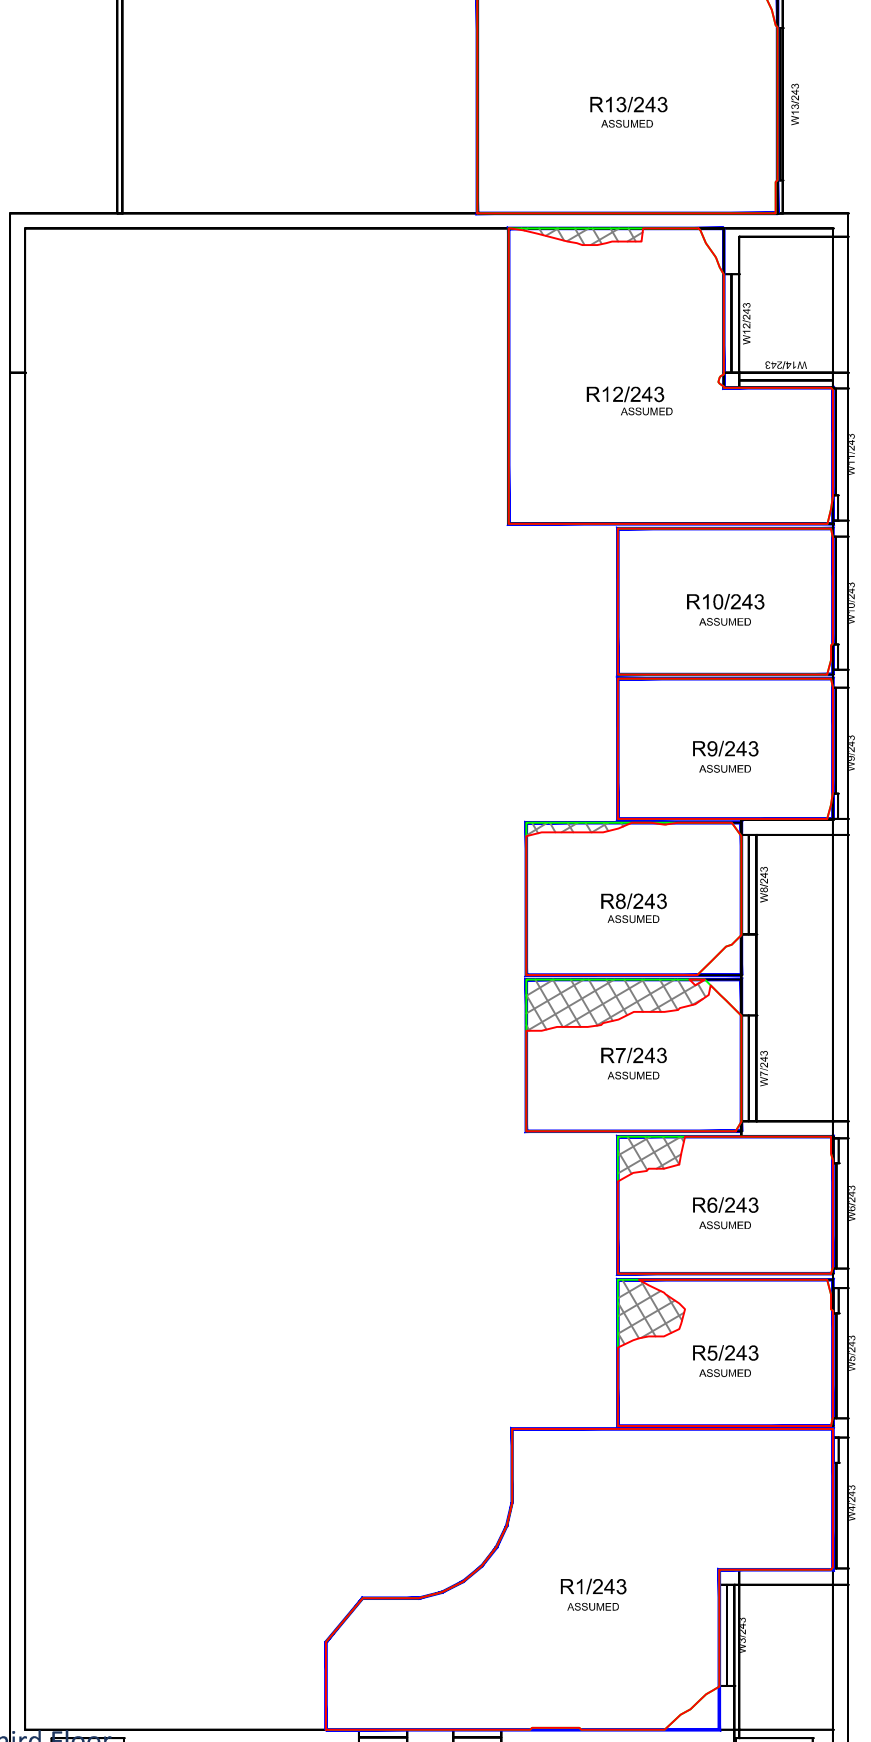 R13/243
ASSUMED
W13/243
W12/243
W14/243
R12/243
ASSUMED
W11/243
R10/243
ASSUMED
W10/243
R9/243
ASSUMED
W9/243
R8/243
ASSUMED
W8/243
R7/243
ASSUMED
W7/243
R6/243
ASSUMED
W6/243
R5/243
ASSUMED
W5/243
W4/243
R1/243
ASSUMED
W3/243
Floor